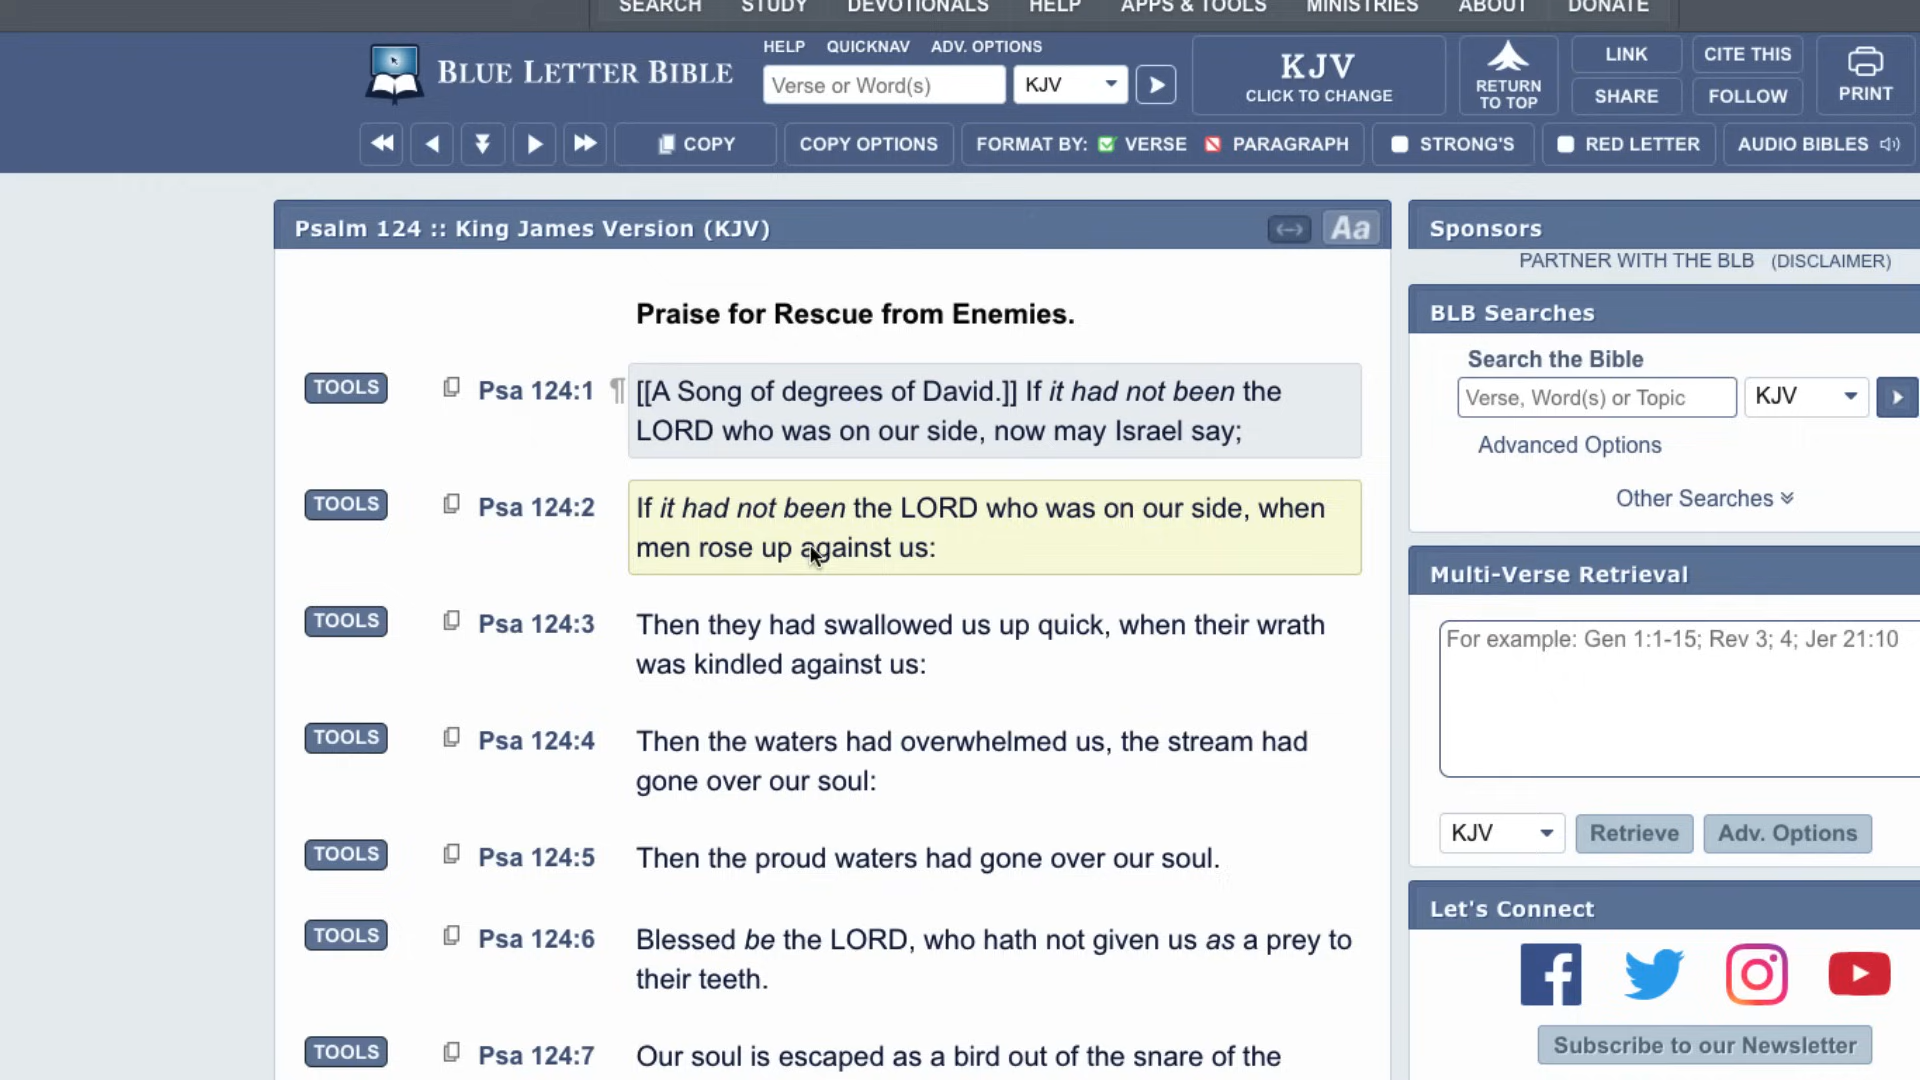 SEARCH STUDY DEVOTIONALS HELP APPS & TOOLS MINISTRIES ABOUT DONATE
BLUE LETTER BIBLE
HELP QUICKNAV ADV. OPTIONS
Verse or Word(s) KJV
KJV
CLICK TO CHANGE
RETURN
TO TOP
LINK CITE THIS
SHARE FOLLOW
PRINT
COPY COPY OPTIONS FORMAT BY: VERSE PARAGRAPH STRONG'S RED LETTER AUDIO BIBLES
Psalm 124 :: King James Version (KJV) Aa
Praise for Rescue from Enemies.
TOOLS Psa 124:1 ¶ [[A Song of degrees of David.]] If it had not been the
LORD who was on our side, now may Israel say;
TOOLS Psa 124:2 If it had not been the LORD who was on our side, when
men rose up against us:
TOOLS Psa 124:3 Then they had swallowed us up quick, when their wrath
was kindled against us:
TOOLS Psa 124:4 Then the waters had overwhelmed us, the stream had
gone over our soul:
TOOLS Psa 124:5 Then the proud waters had gone over our soul.
TOOLS Psa 124:6 Blessed be the LORD, who hath not given us as a prey to
their teeth.
TOOLS Psa 124:7 Our soul is escaped as a bird out of the snare of the
Sponsors
PARTNER WITH THE BLB (DISCLAIMER)
BLB Searches
Search the Bible
Verse, Word(s) or Topic KJV
Advanced Options
Other Searches
Multi-Verse Retrieval
For example: Gen 1:1-15; Rev 3; 4; Jer 21:10
KJV Retrieve Adv. Options
Let's Connect
Subscribe to our Newsletter